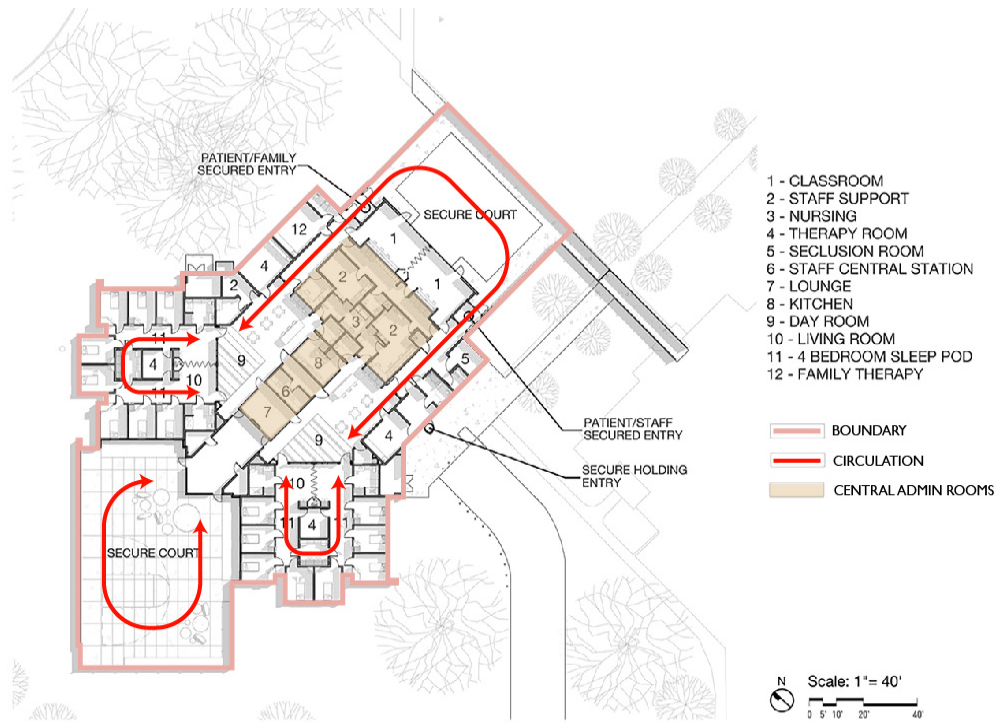 PATIENT/FAMILY
SECURED ENTRY
SECURE COURT
12
1
4
2
2
1
3
2
5
11
9
8
4
10
6
11
7
4
9
10
11
4
11
SECURE COURT
PATIENT/STAFF
SECURED ENTRY
SECURE HOLDING
ENTRY
1 - CLASSROOM
2 - STAFF SUPPORT
3 - NURSING
4 - THERAPY ROOM
5 - SECLUSION ROOM
6 - STAFF CENTRAL STATION
7 - LOUNGE
8 - KITCHEN
9 - DAY ROOM
10 - LIVING ROOM
11 - 4 BEDROOM SLEEP POD
12 - FAMILY THERAPY
BOUNDARY
CIRCULATION
CENTRAL ADMIN ROOMS
N
Scale: 1"= 40'
0 5' 10' 20' 40'